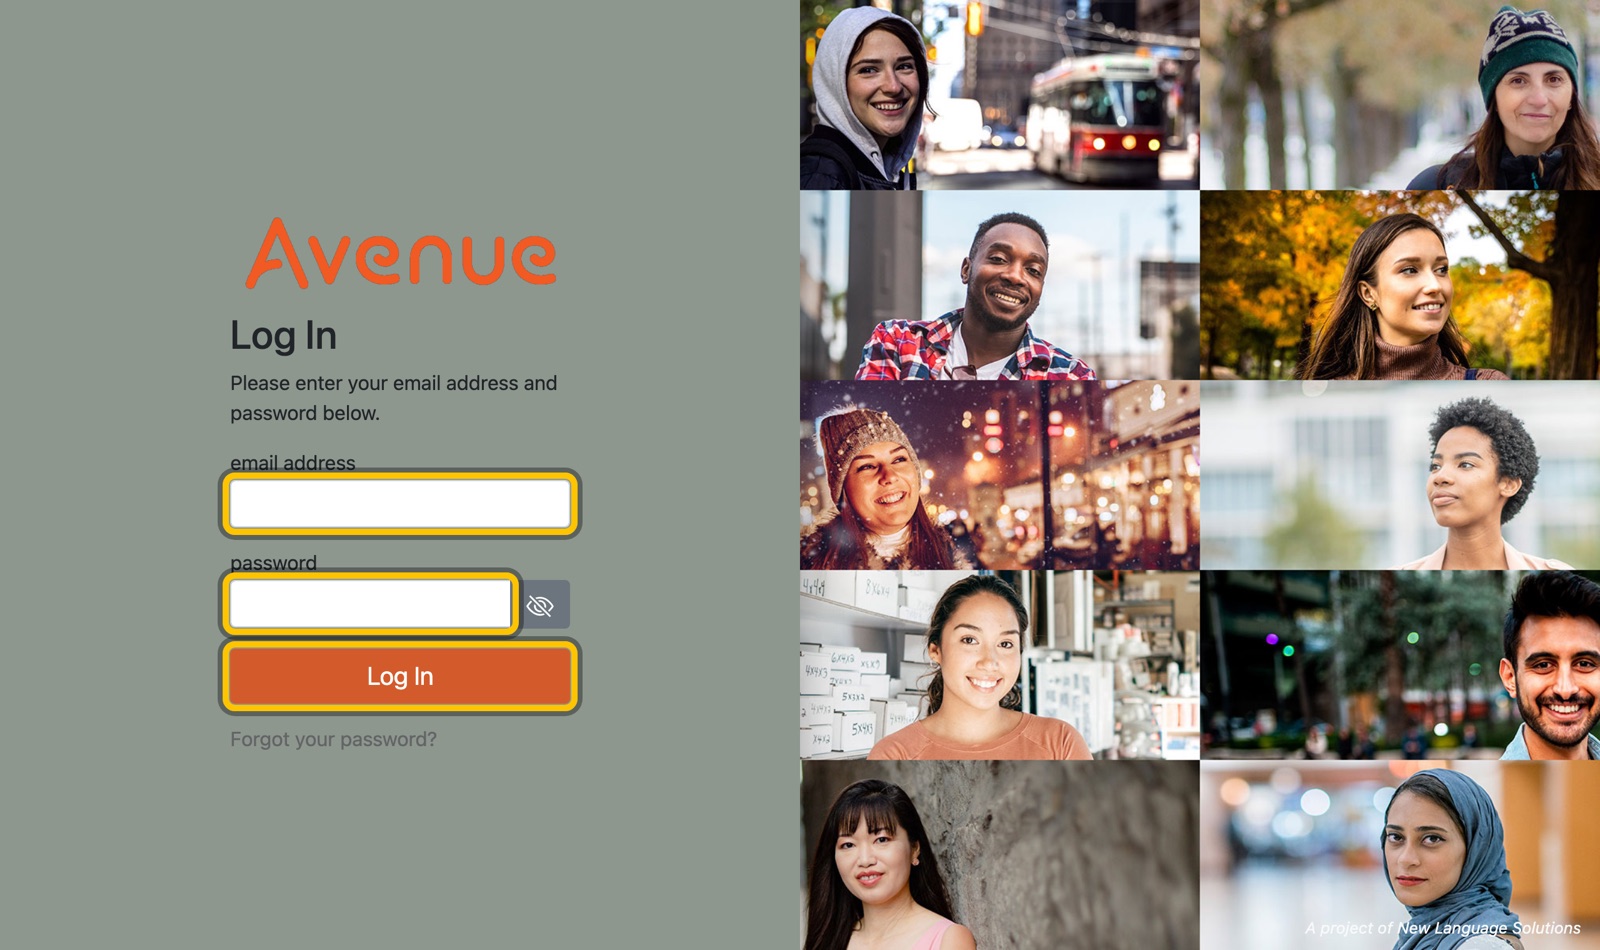 Avenue
Log In
Please enter your email address and
password below.
email address
password
Log In
Forgot your password?
A project of New Language Solutions